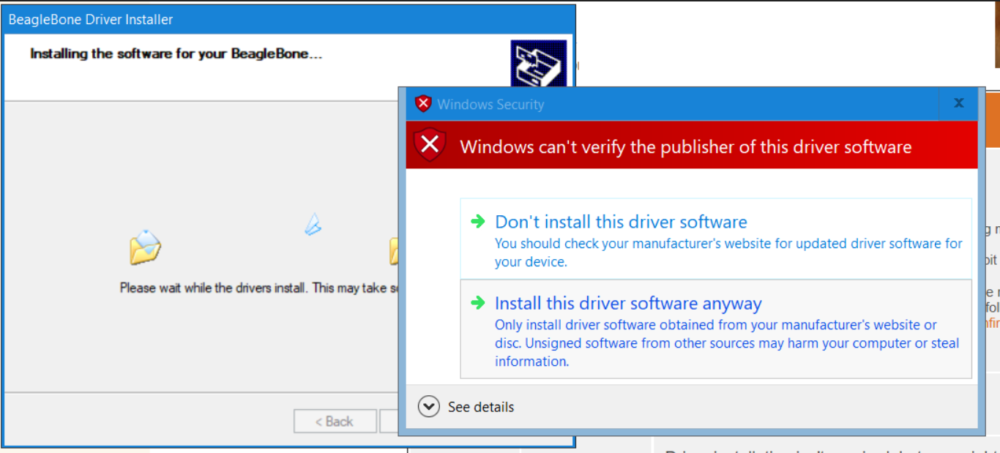 BeagleBone Driver Installer
Installing the software for your BeagleBone...
Please wait while the drivers install. This may take
< Back
Windows Security
x
Windows can't verify the publisher of this driver software
Don't install this driver software
You should check your manufacturer's website for updated driver software for
your device.
Install this driver software anyway
Only install driver software obtained from your manufacturer's website or
disc. Unsigned software from other sources may harm your computer or steal
information.
See details